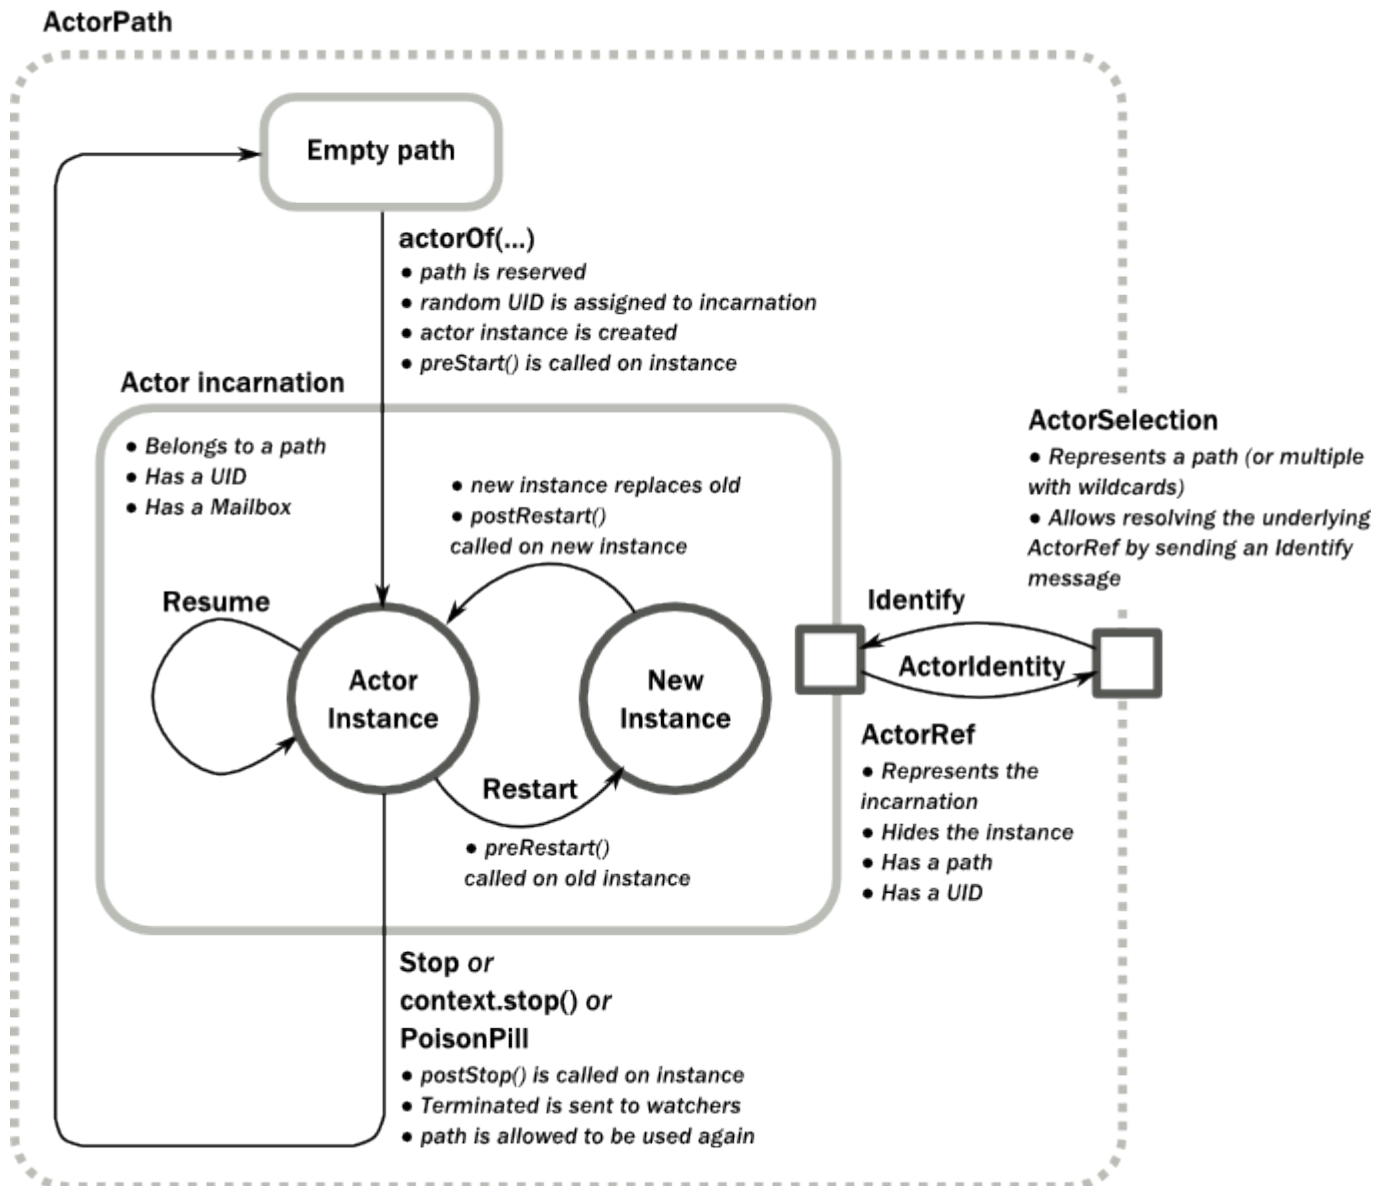 ActorPath
Empty path
actorOf(...)
● path is reserved
● random UID is assigned to incarnation
● actor instance is created
● preStart() is called on instance
Actor incarnation
● Belongs to a path
● Has a UID
● Has a Mailbox
● new instance replaces old
● postRestart()
called on new instance
Resume
Actor
Instance
New
Instance
Restart
● preRestart()
called on old instance
ActorSelection
● Represents a path (or multiple
with wildcards)
● Allows resolving the underlying
ActorRef by sending an Identify
message
Identify
ActorIdentity
ActorRef
● Represents the
incarnation
● Hides the instance
● Has a path
● Has a UID
Stop or
context.stop() or
PoisonPill
● postStop() is called on instance
● Terminated is sent to watchers
● path is allowed to be used again